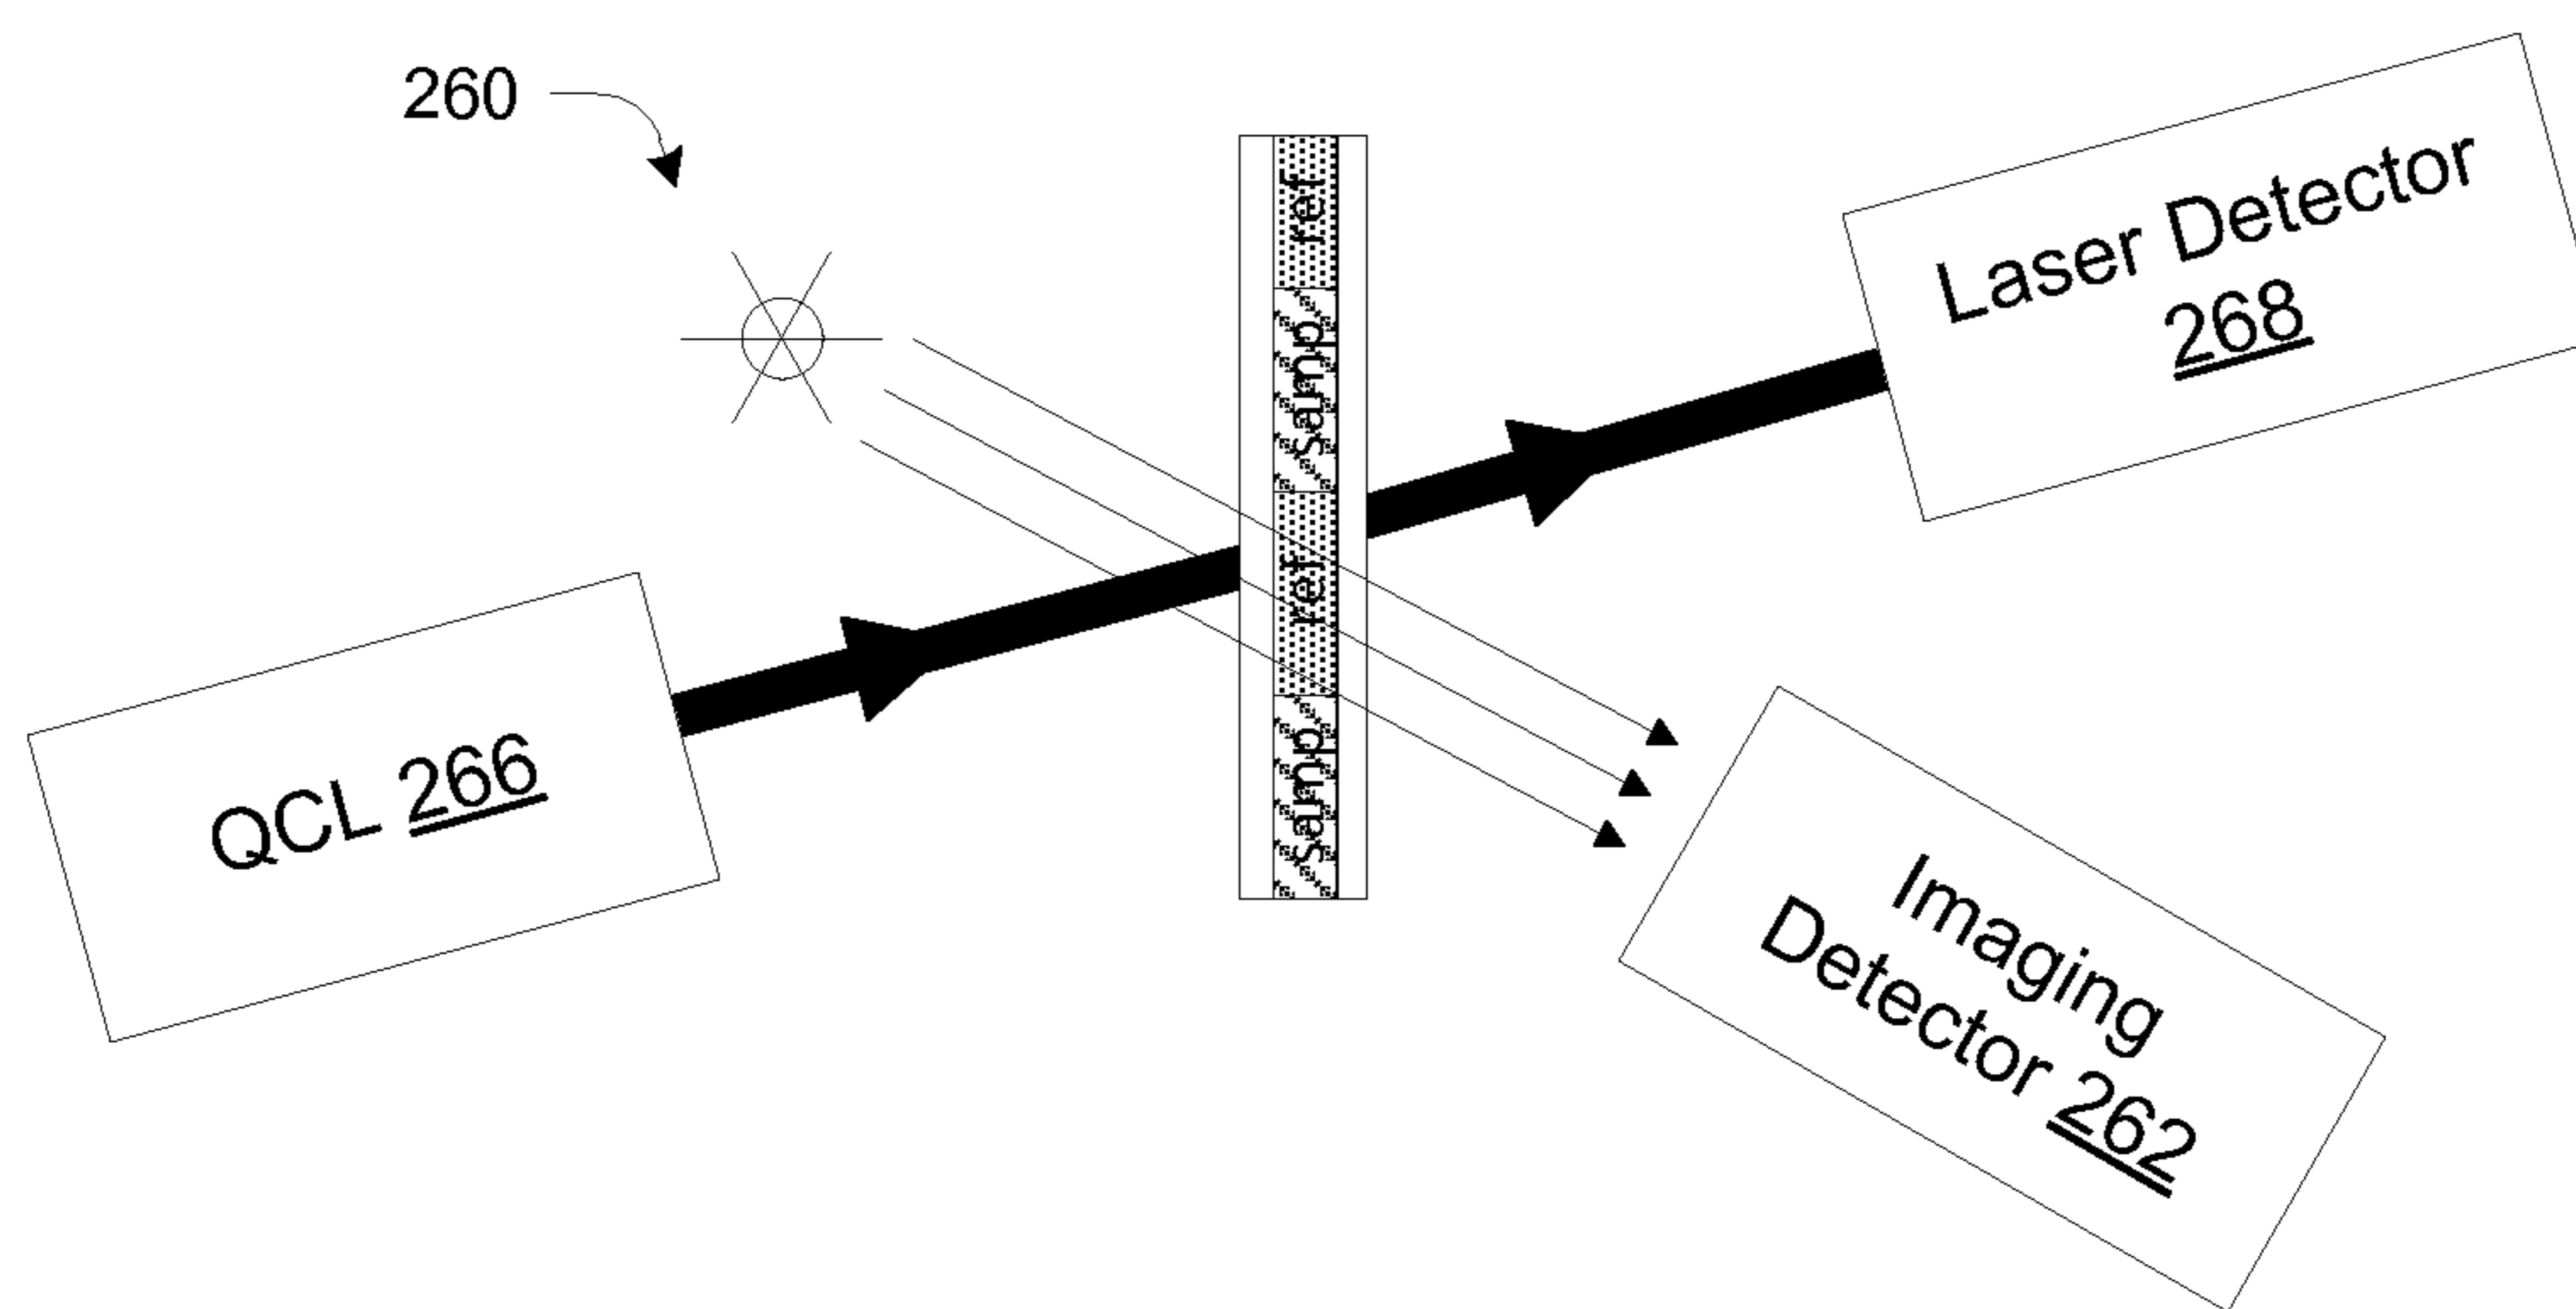 260
ref
samp
ref
samp
Laser Detector
268
QCL 266
Imaging
Detector 262